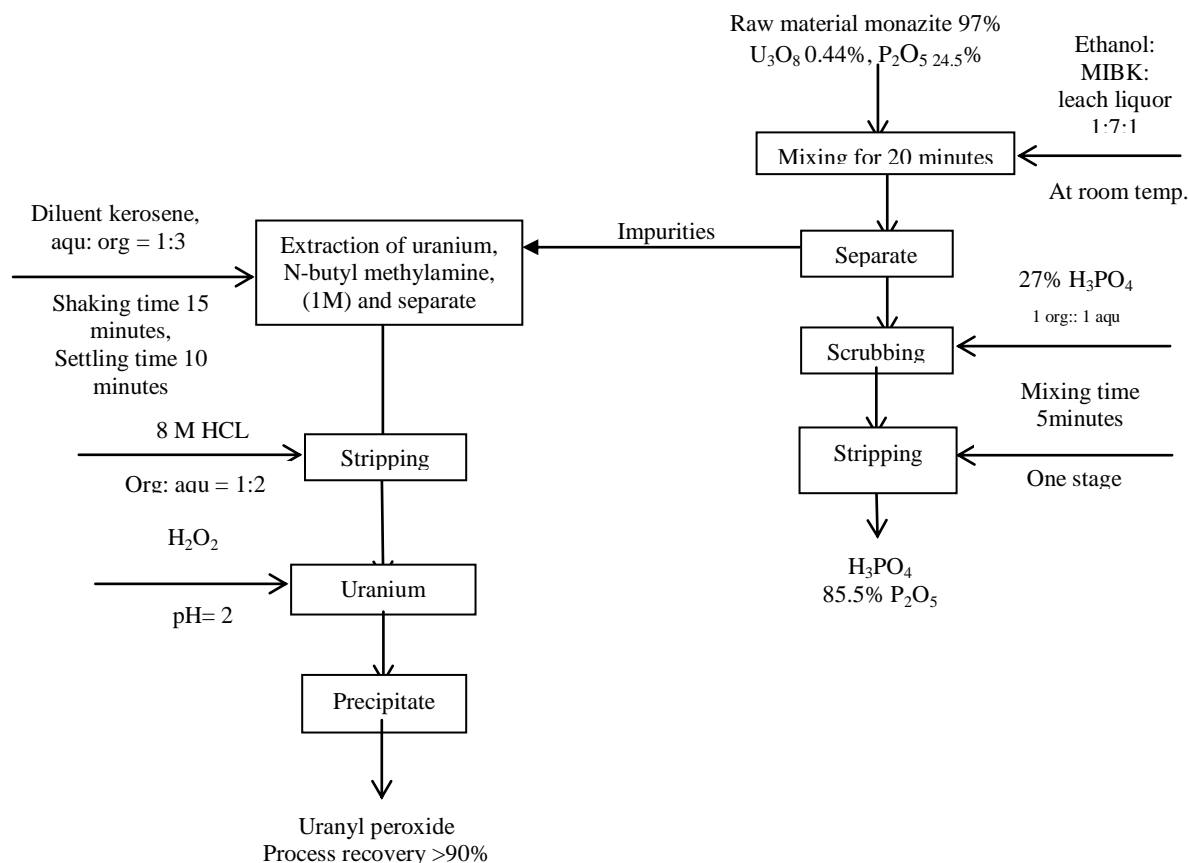 Raw material monazite 97%
U₃O₈ 0.44%, P₂O₅ 24.5%
Ethanol:
MIBK:
leach liquor
1:7:1
Mixing for 20 minutes
At room temp.
Diluent kerosene,
aqu: org = 1:3
Extraction of uranium,
N-butyl methylamine,
(1M) and separate
Impurities
Separate
Shaking time 15
minutes,
Settling time 10
minutes
27% H₃PO₄
1 org:: 1 aqu
Scrubbing
Mixing time
5minutes
8 M HCL
Stripping
Org: aqu = 1:2
Stripping
One stage
H₂O₂
Uranium
pH= 2
H₃PO₄
85.5% P₂O₅
Precipitate
Uranyl peroxide
Process recovery >90%